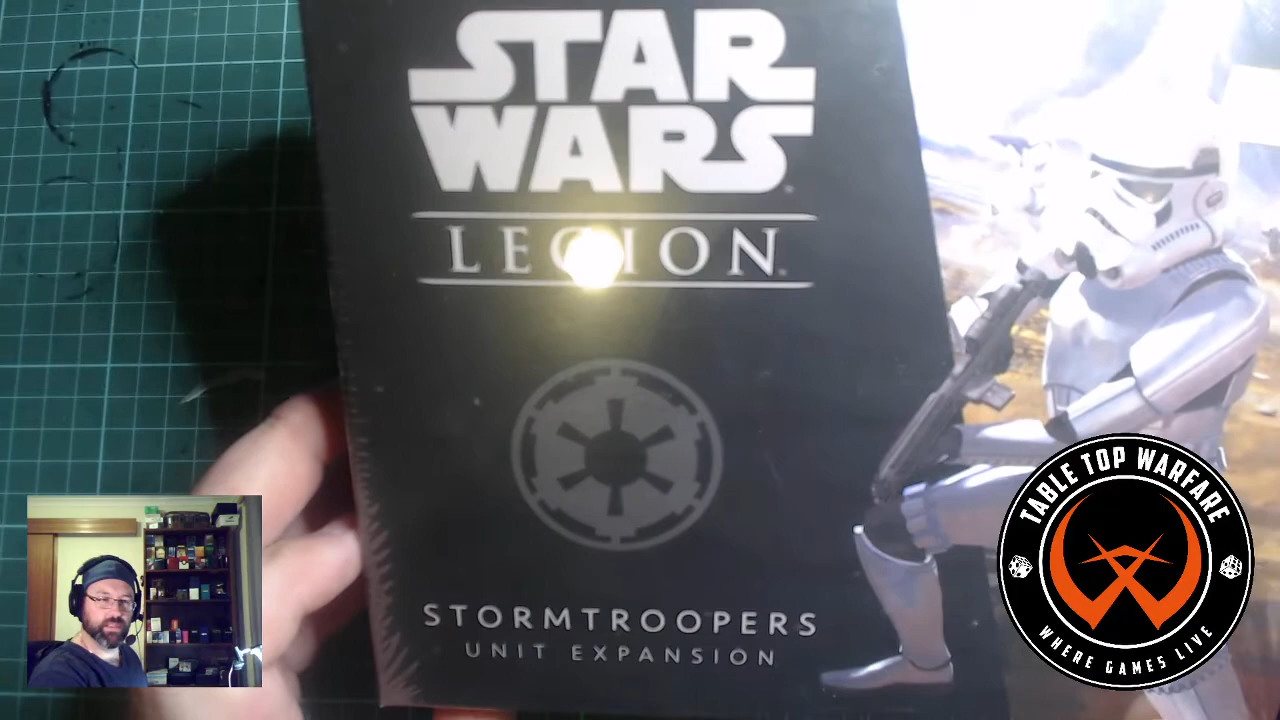 STAR
WARS
LEGION
STORMTROOPERS
UNIT EXPANSION
TABLE TOP WARFARE
WHERE GAMES LIVE